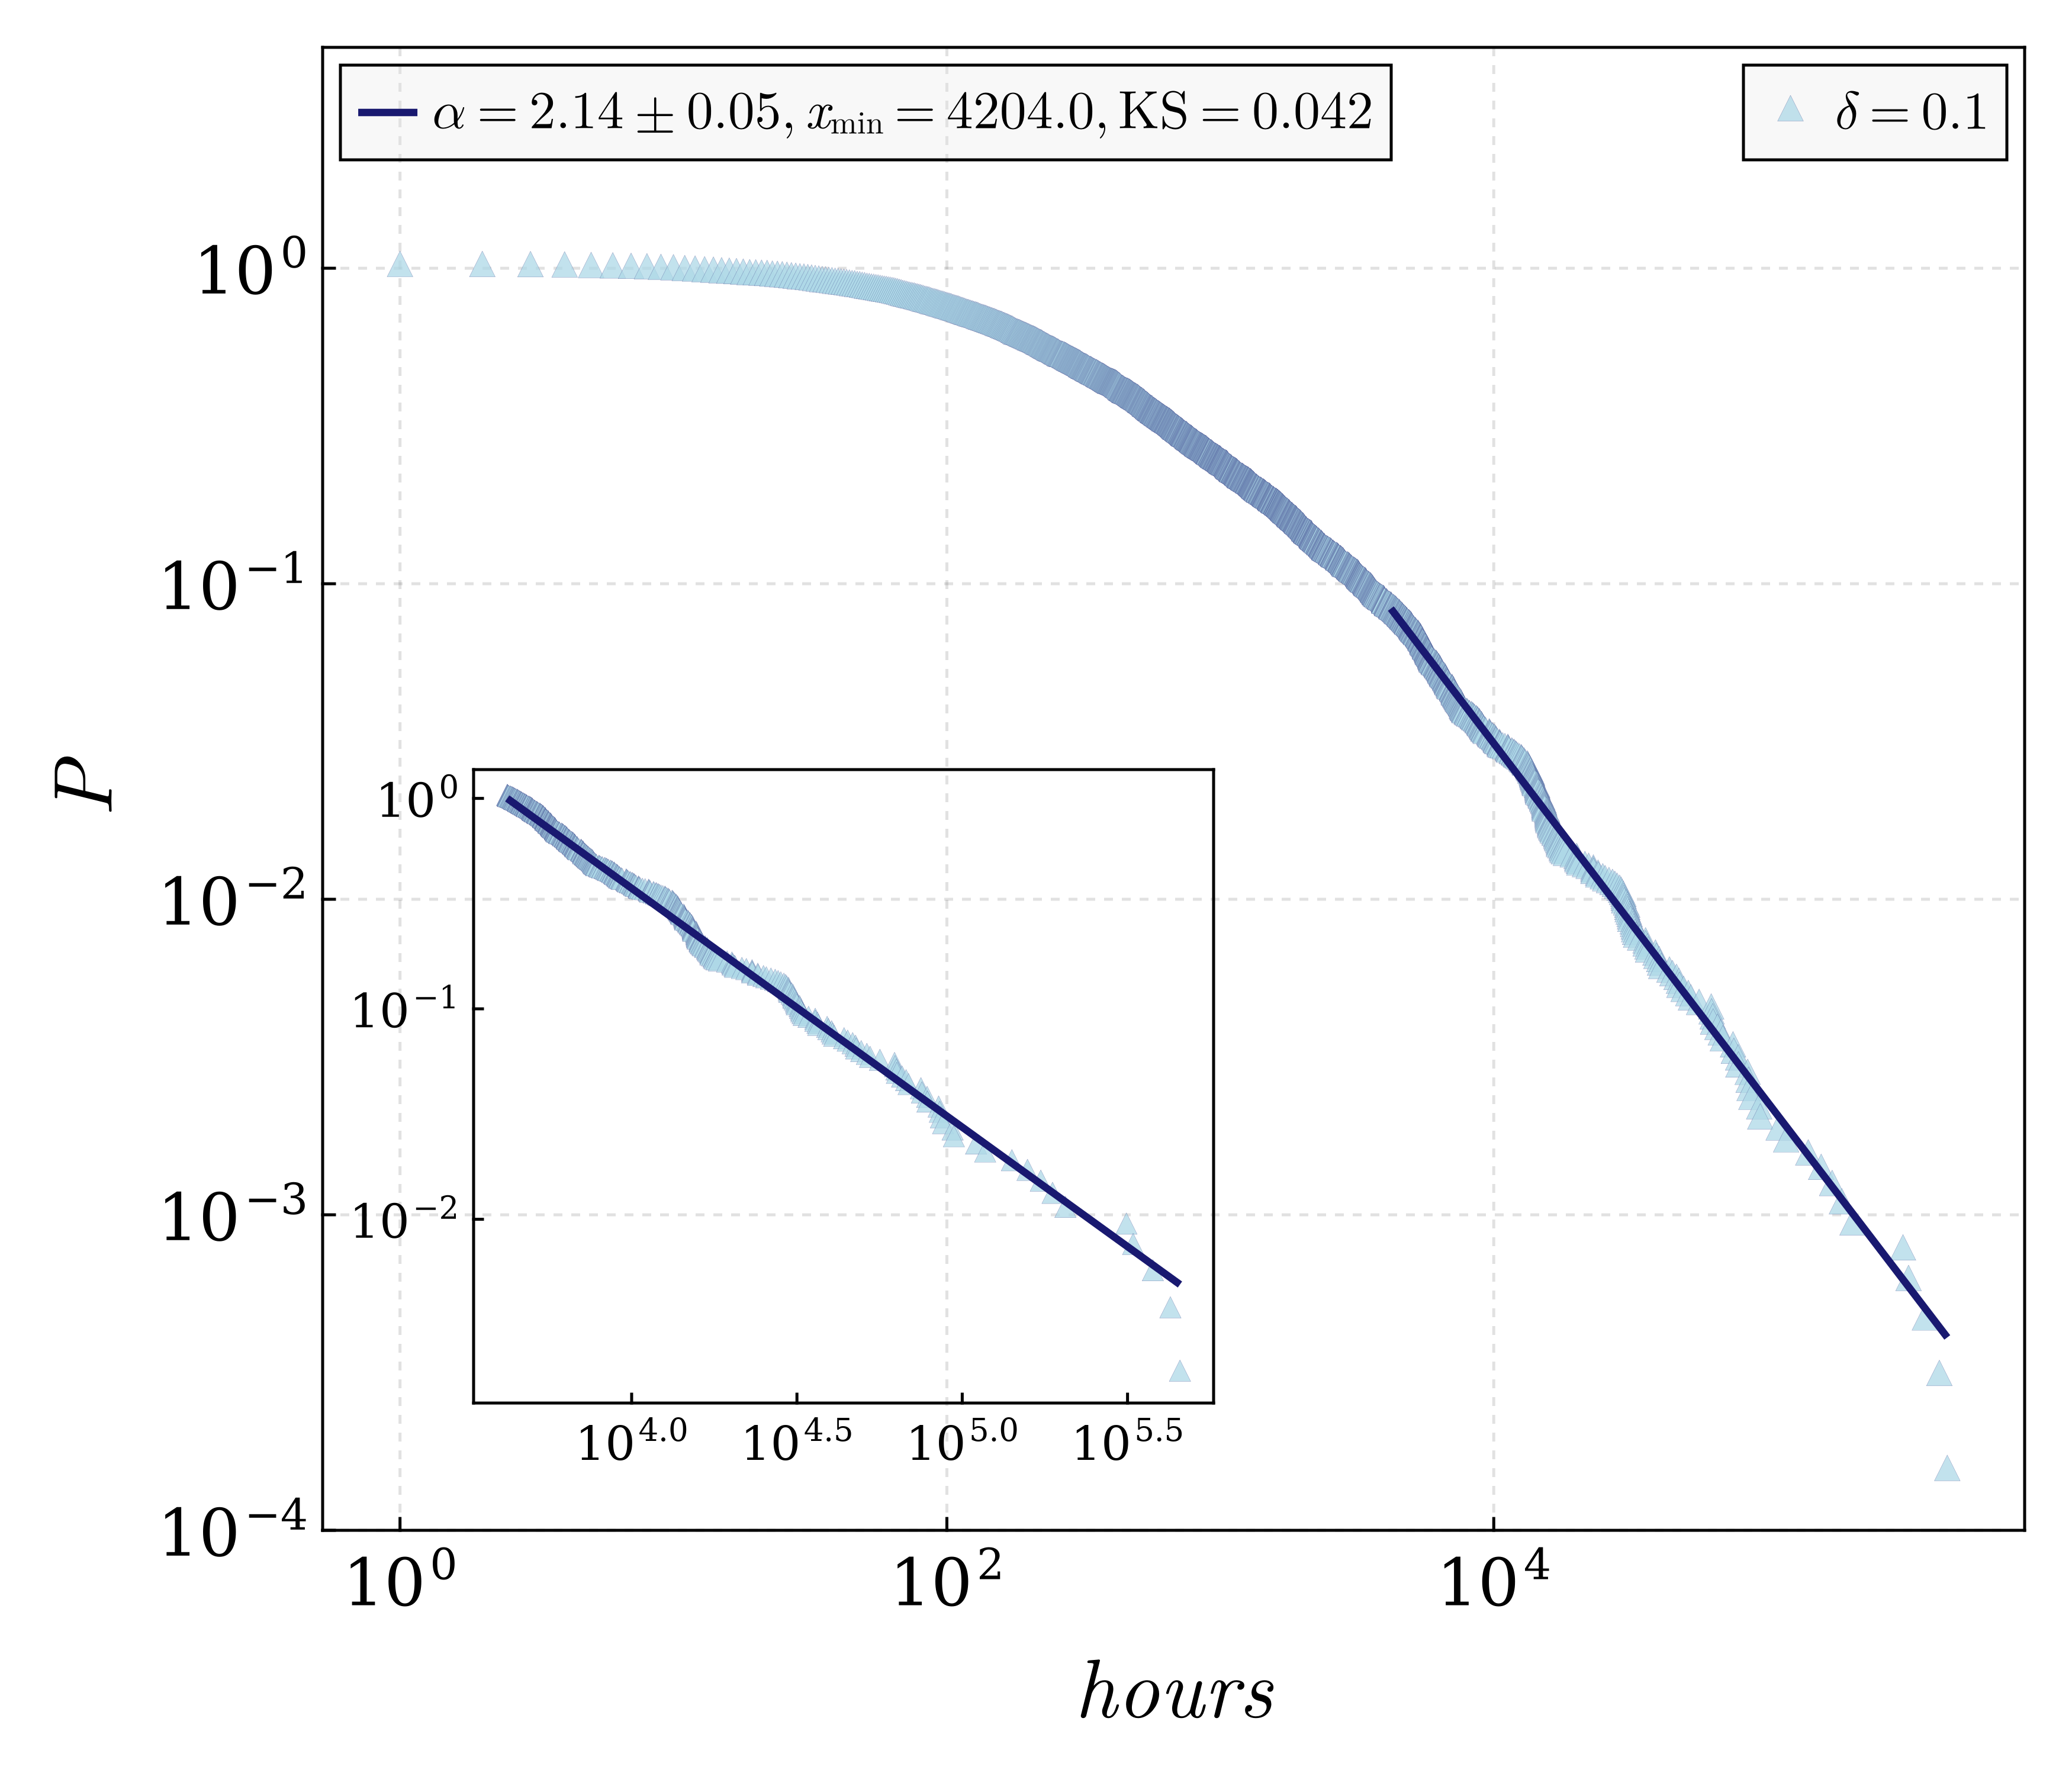 α = 2.14 ± 0.05, x_min = 4204.0, KS = 0.042
δ = 0.1
10^0
10^−1
10^−2
10^−3
10^−4
P
10^0
10^−1
10^−2
10^4.0 10^4.5 10^5.0 10^5.5
10^0 10^2 10^4
hours